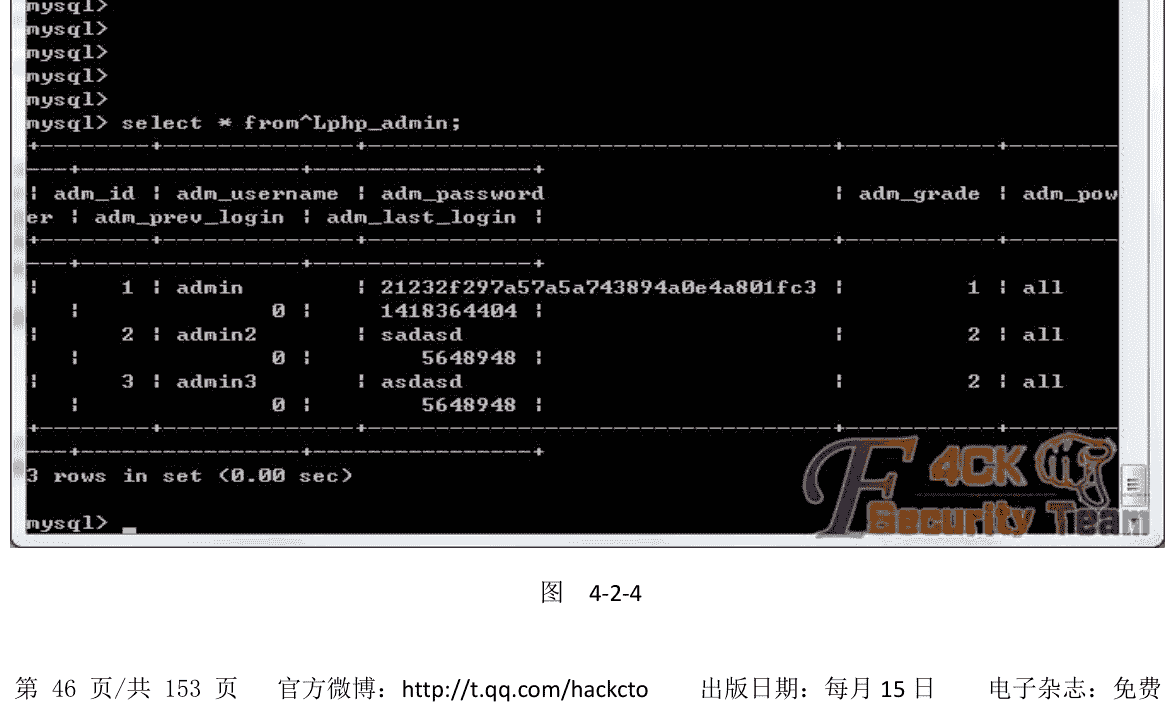 mysql>
mysql>
mysql>
mysql>
mysql>
mysql> select * from^Lphp_admin;
+--------+--------------+----------------------------------+-----------+--------
---+----------------+----------------+
| adm_id | adm_username | adm_password | adm_grade | adm_pow
er | adm_prev_login | adm_last_login |
+--------+--------------+----------------------------------+-----------+--------
---+----------------+----------------+
| 1 | admin | 21232f297a57a5a743894a0e4a801fc3 | 1 | all
| 0 | 1418364404 |
| 2 | admin2 | sadasd | 2 | all
| 0 | 5648948 |
| 3 | admin3 | asdasd | 2 | all
| 0 | 5648948 |
+--------+--------------+----------------------------------+-----------+--------
---+----------------+----------------+
3 rows in set (0.00 sec)
mysql>
F4CK
Security Team
图 4-2-4
第 46 页/共 153 页 官方微博：http://t.qq.com/hackcto 出版日期：每月 15 日 电子杂志：免费